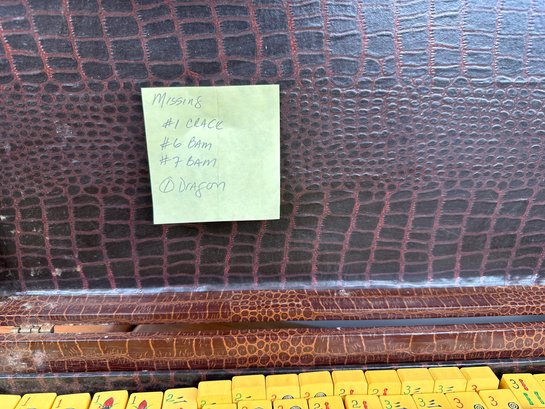 Missing
#1 CRACK
#6 BAM
#7 BAM
① Dragon